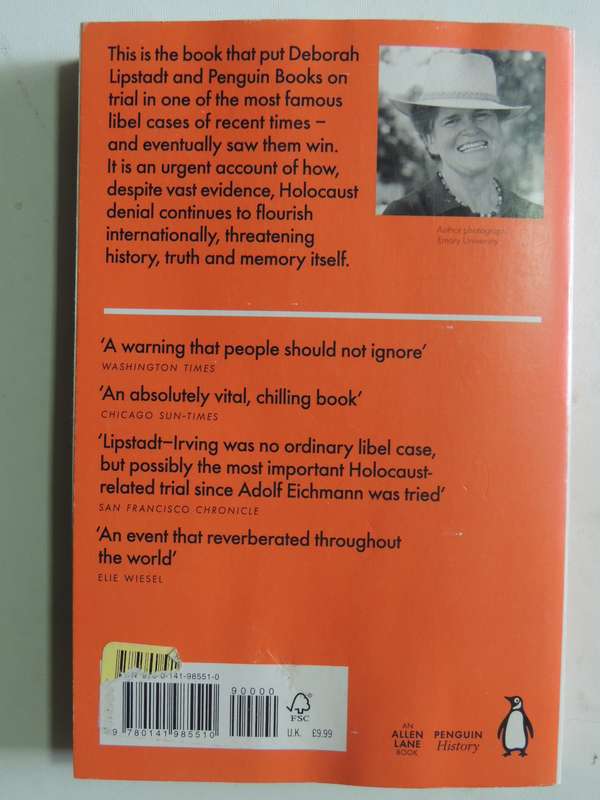 This is the book that put Deborah
Lipstadt and Penguin Books on
trial in one of the most famous
libel cases of recent times –
and eventually saw them win.
It is an urgent account of how,
despite vast evidence, Holocaust
denial continues to flourish
internationally, threatening
history, truth and memory itself.
Author photograph:
Emory University
'A warning that people should not ignore'
WASHINGTON TIMES
'An absolutely vital, chilling book'
CHICAGO SUN-TIMES
'Lipstadt–Irving was no ordinary libel case,
but possibly the most important Holocaust-
related trial since Adolf Eichmann was tried'
SAN FRANCISCO CHRONICLE
'An event that reverberated throughout
the world'
ELIE WIESEL
0-141-98551-0
90000
9 780141 985510
FSC
U.K. £9.99
AN
ALLEN
LANE
BOOK
PENGUIN
History